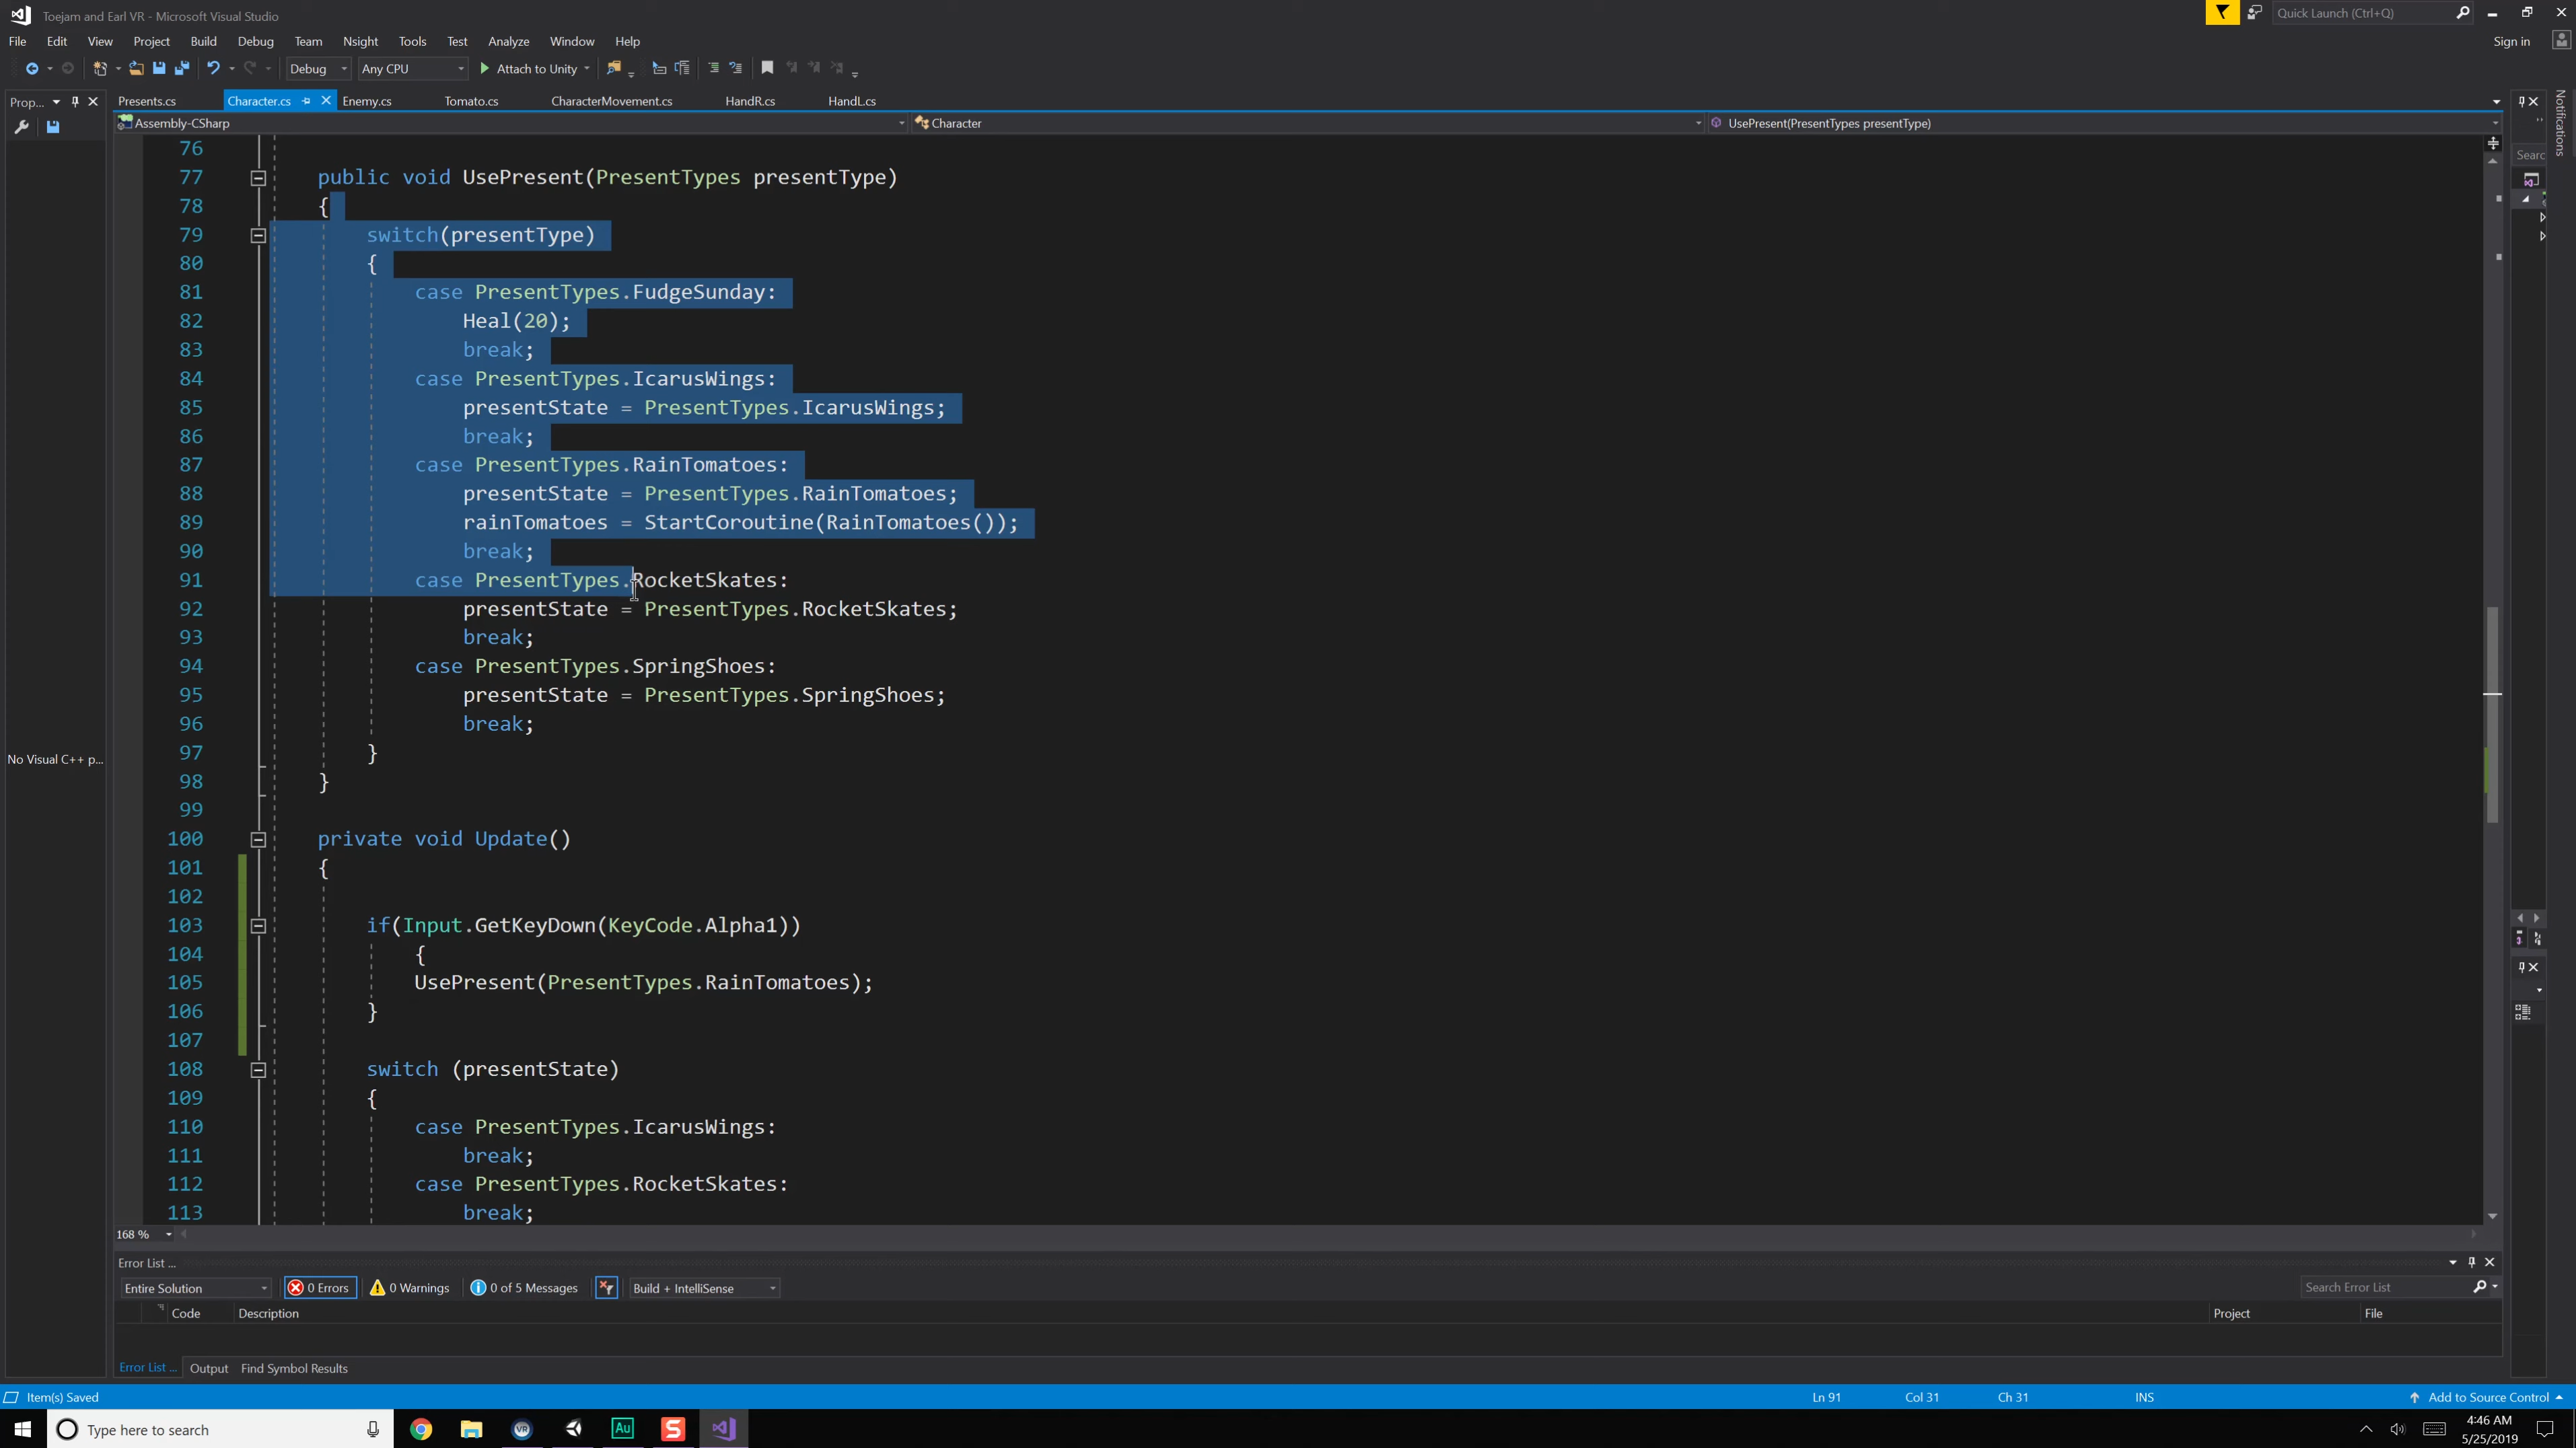 Toejam and Earl VR - Microsoft Visual Studio
Quick Launch (Ctrl+Q)
File Edit View Project Build Debug Team Nsight Tools Test Analyze Window Help
Sign in
Debug Any CPU Attach to Unity
Prop...
Presents.cs Character.cs Enemy.cs Tomato.cs CharacterMovement.cs HandR.cs HandL.cs
Notifications
Assembly-CSharp Character UsePresent(PresentTypes presentType)
Searc
No Visual C++ p...
76
77 public void UsePresent(PresentTypes presentType)
78 {
79 switch(presentType)
80 {
81 case PresentTypes.FudgeSunday:
82 Heal(20);
83 break;
84 case PresentTypes.IcarusWings:
85 presentState = PresentTypes.IcarusWings;
86 break;
87 case PresentTypes.RainTomatoes:
88 presentState = PresentTypes.RainTomatoes;
89 rainTomatoes = StartCoroutine(RainTomatoes());
90 break;
91 case PresentTypes.RocketSkates:
92 presentState = PresentTypes.RocketSkates;
93 break;
94 case PresentTypes.SpringShoes:
95 presentState = PresentTypes.SpringShoes;
96 break;
97 }
98 }
99
100 private void Update()
101 {
102
103 if(Input.GetKeyDown(KeyCode.Alpha1))
104 {
105 UsePresent(PresentTypes.RainTomatoes);
106 }
107
108 switch (presentState)
109 {
110 case PresentTypes.IcarusWings:
111 break;
112 case PresentTypes.RocketSkates:
113 break;
168 %
Error List ...
Entire Solution 0 Errors 0 Warnings 0 of 5 Messages Build + IntelliSense Search Error List
Code Description Project File
Error List ... Output Find Symbol Results
Item(s) Saved Ln 91 Col 31 Ch 31 INS Add to Source Control
Type here to search
VR
Au
S
4:46 AM
5/25/2019